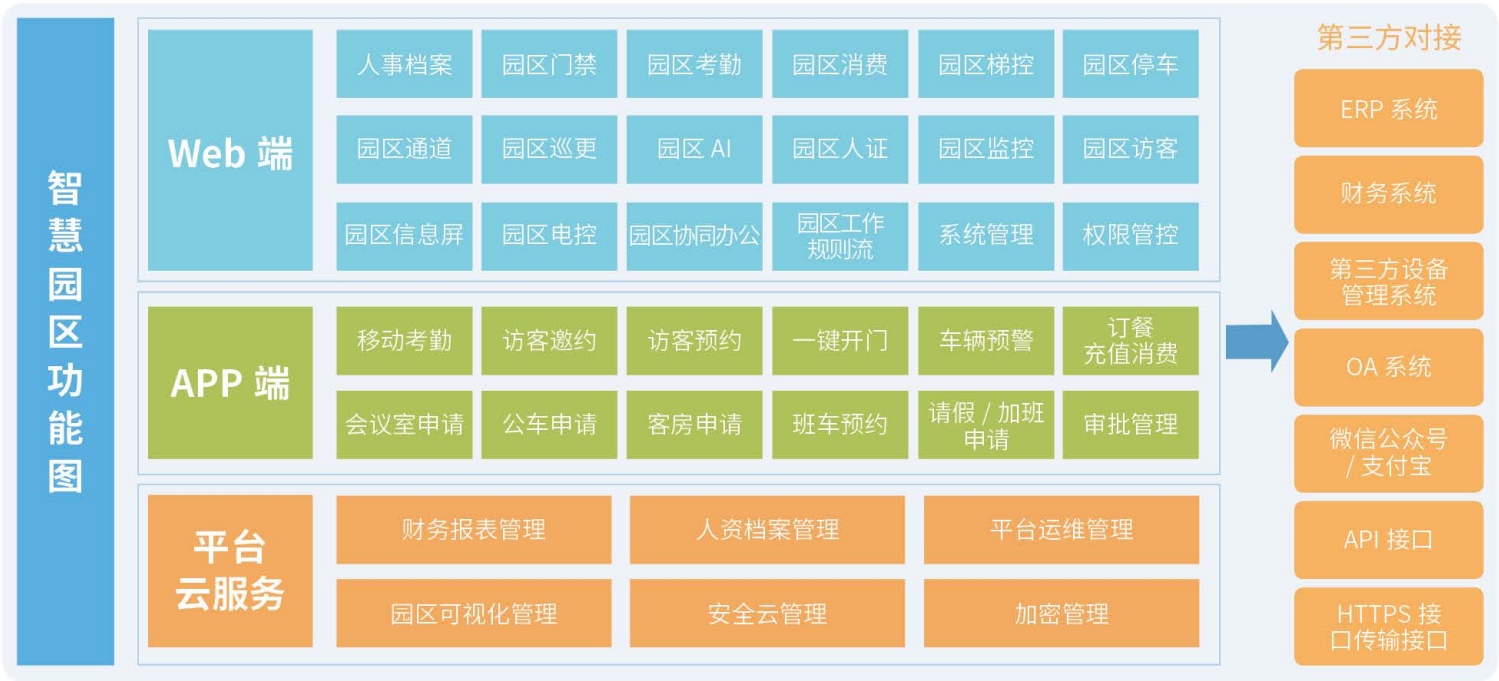 智慧园区功能图
Web 端
人事档案
园区门禁
园区考勤
园区消费
园区梯控
园区停车
园区通道
园区巡更
园区 AI
园区人证
园区监控
园区访客
园区信息屏
园区电控
园区协同办公
园区工作
规则流
系统管理
权限管控
APP 端
移动考勤
访客邀约
访客预约
一键开门
车辆预警
订餐
充值消费
会议室申请
公车申请
客房申请
班车预约
请假 / 加班
申请
审批管理
平台
云服务
财务报表管理
人资档案管理
平台运维管理
园区可视化管理
安全云管理
加密管理
第三方对接
ERP 系统
财务系统
第三方设备
管理系统
OA 系统
微信公众号
/ 支付宝
API 接口
HTTPS 接
口传输接口